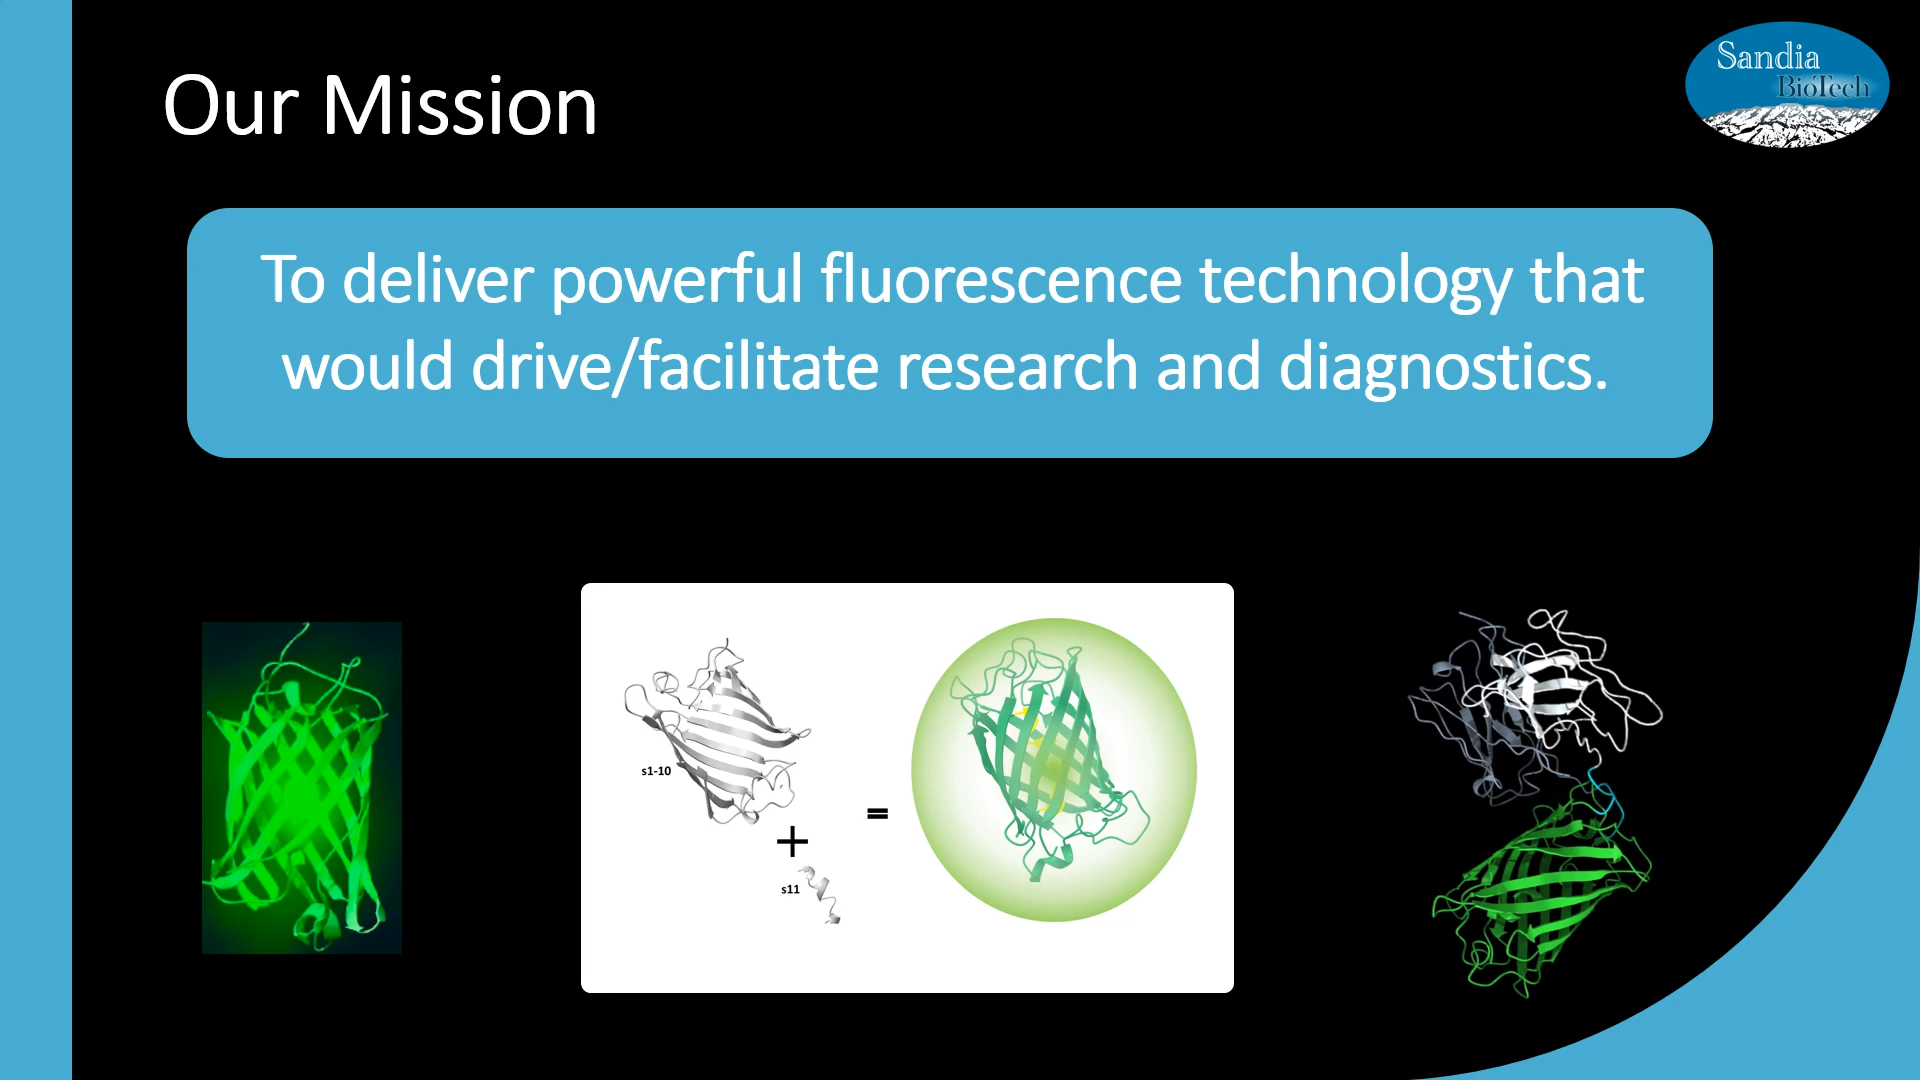 Our Mission
Sandia
BioTech
To deliver powerful fluorescence technology that
would drive/facilitate research and diagnostics.
s1-10
+
=
s11